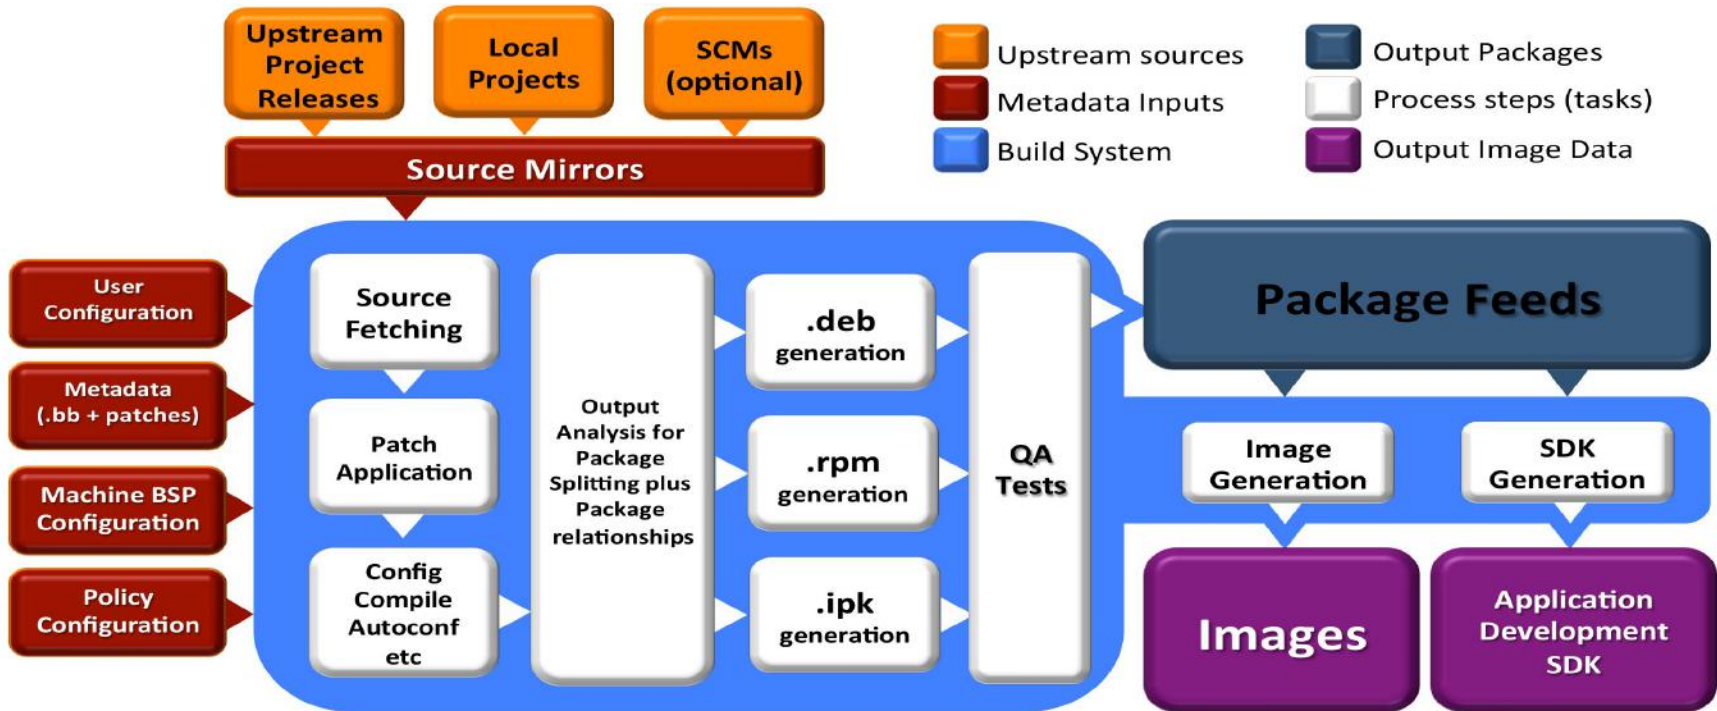 Upstream
Project
Releases
Local
Projects
SCMs
(optional)
Upstream sources
Metadata Inputs
Build System
Output Packages
Process steps (tasks)
Output Image Data
Source Mirrors
User
Configuration
Metadata
(.bb + patches)
Machine BSP
Configuration
Policy
Configuration
Source
Fetching
Patch
Application
Config
Compile
Autoconf
etc
Output
Analysis for
Package
Splitting plus
Package
relationships
.deb
generation
.rpm
generation
.ipk
generation
QA
Tests
Package Feeds
Image
Generation
SDK
Generation
Images
Application
Development
SDK